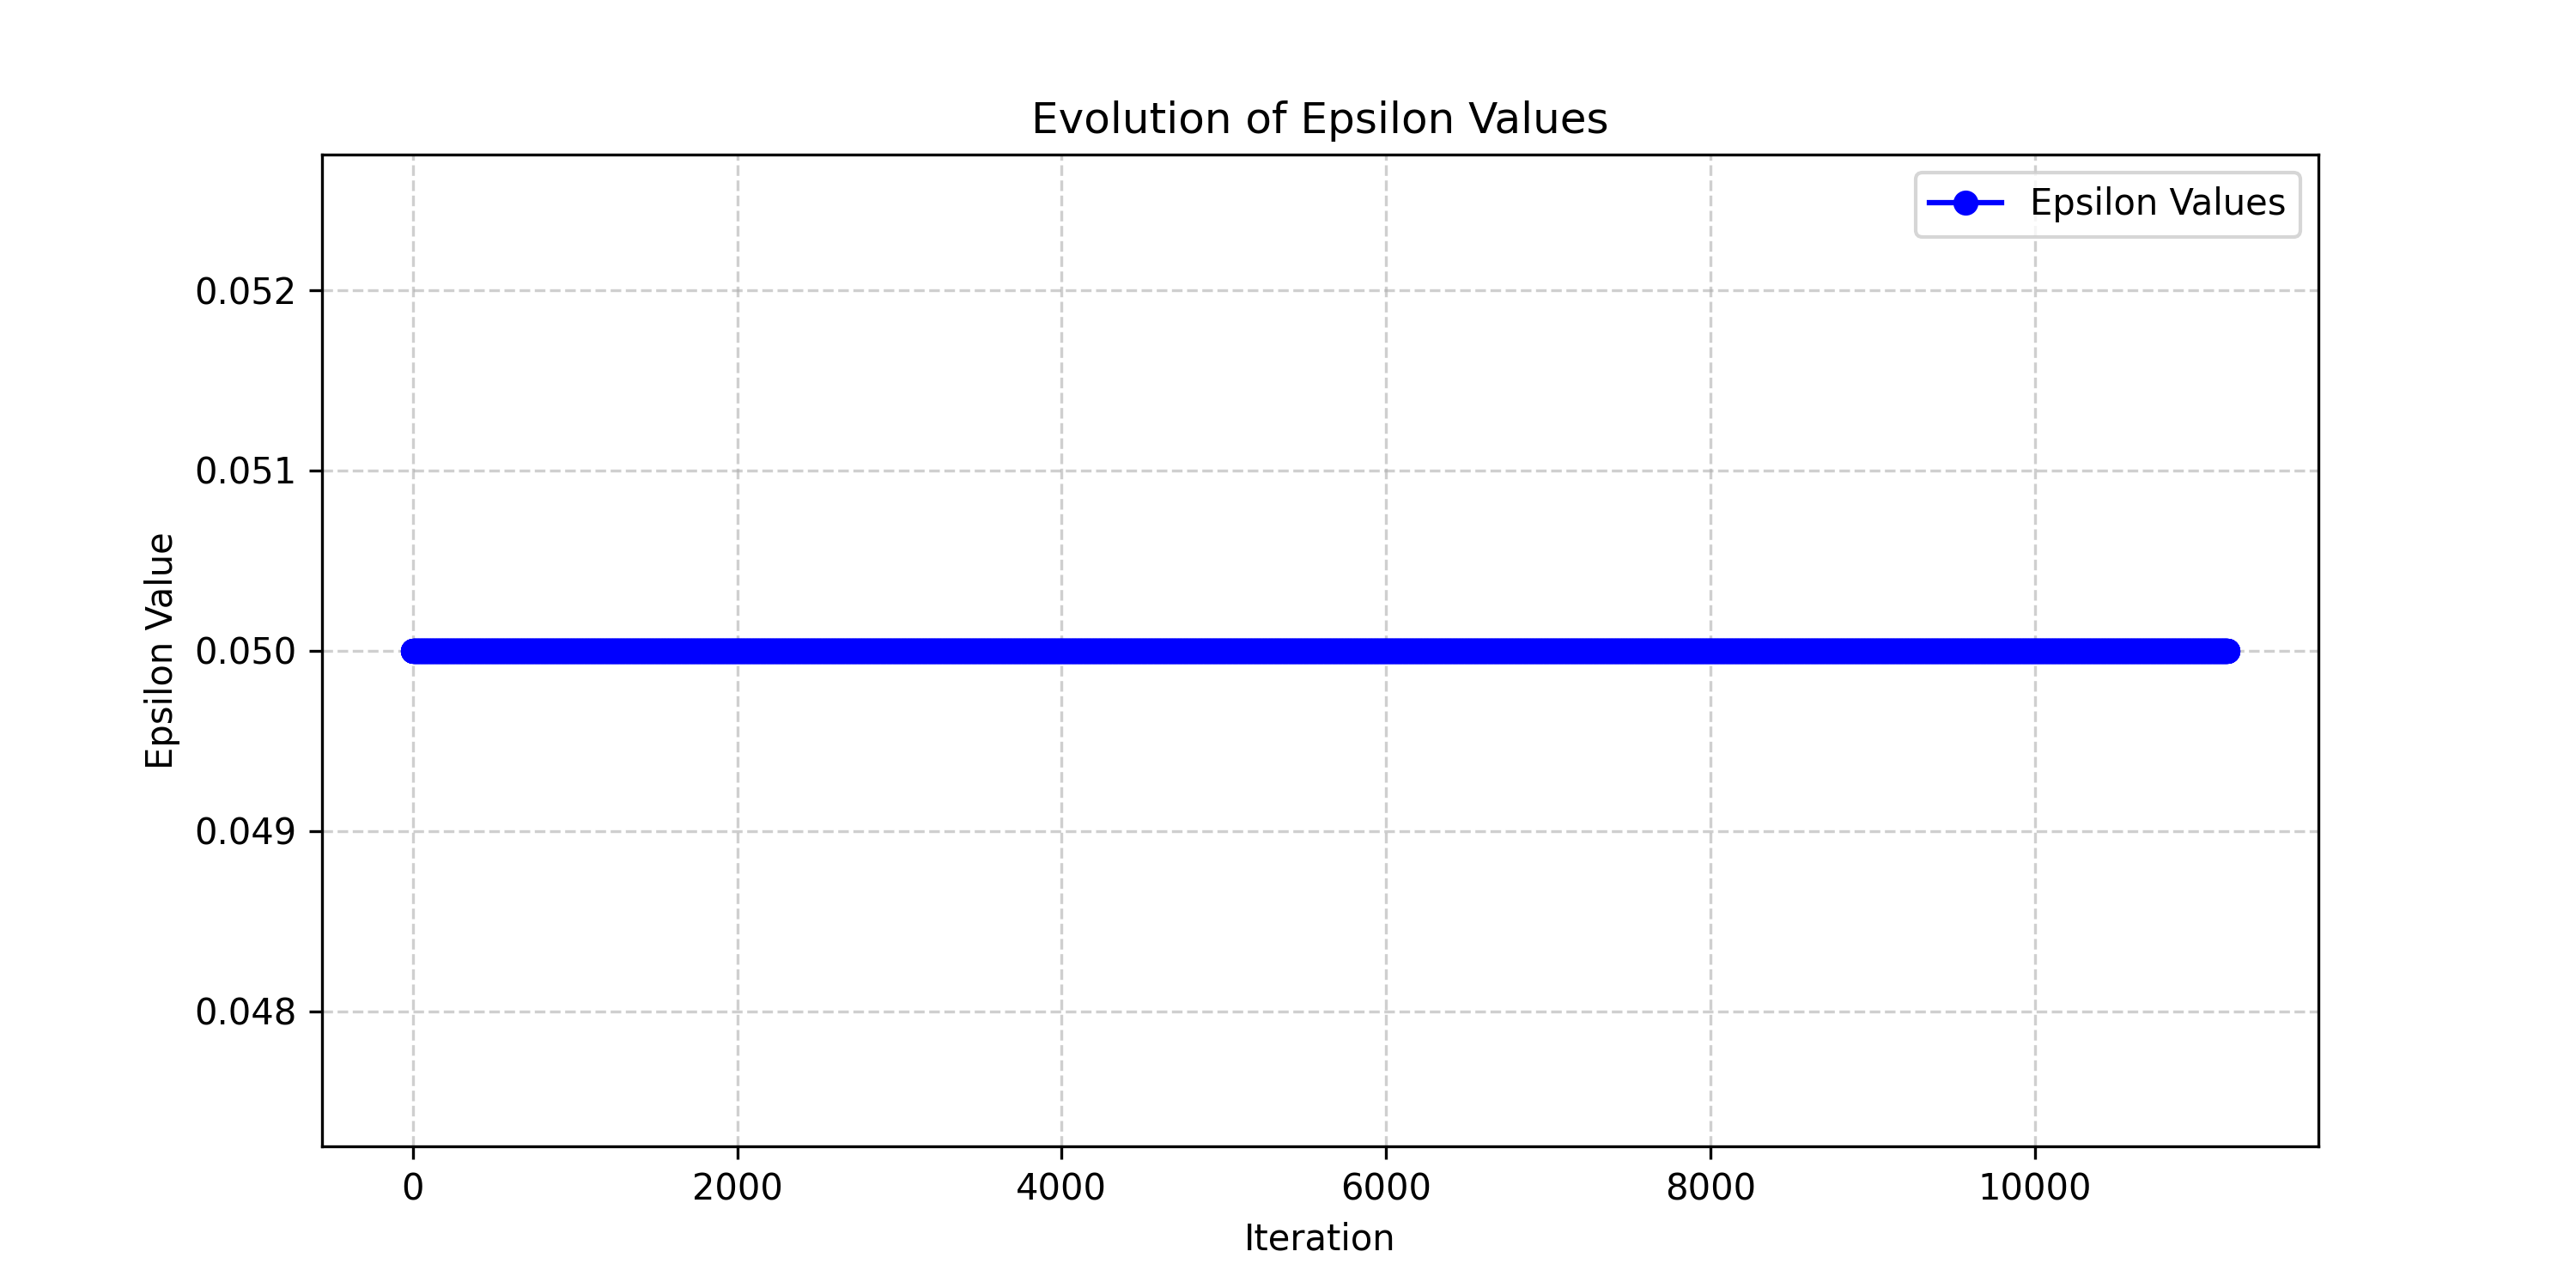 Evolution of Epsilon Values
Epsilon Values
Epsilon Value
0.052
0.051
0.050
0.049
0.048
0 2000 4000 6000 8000 10000
Iteration